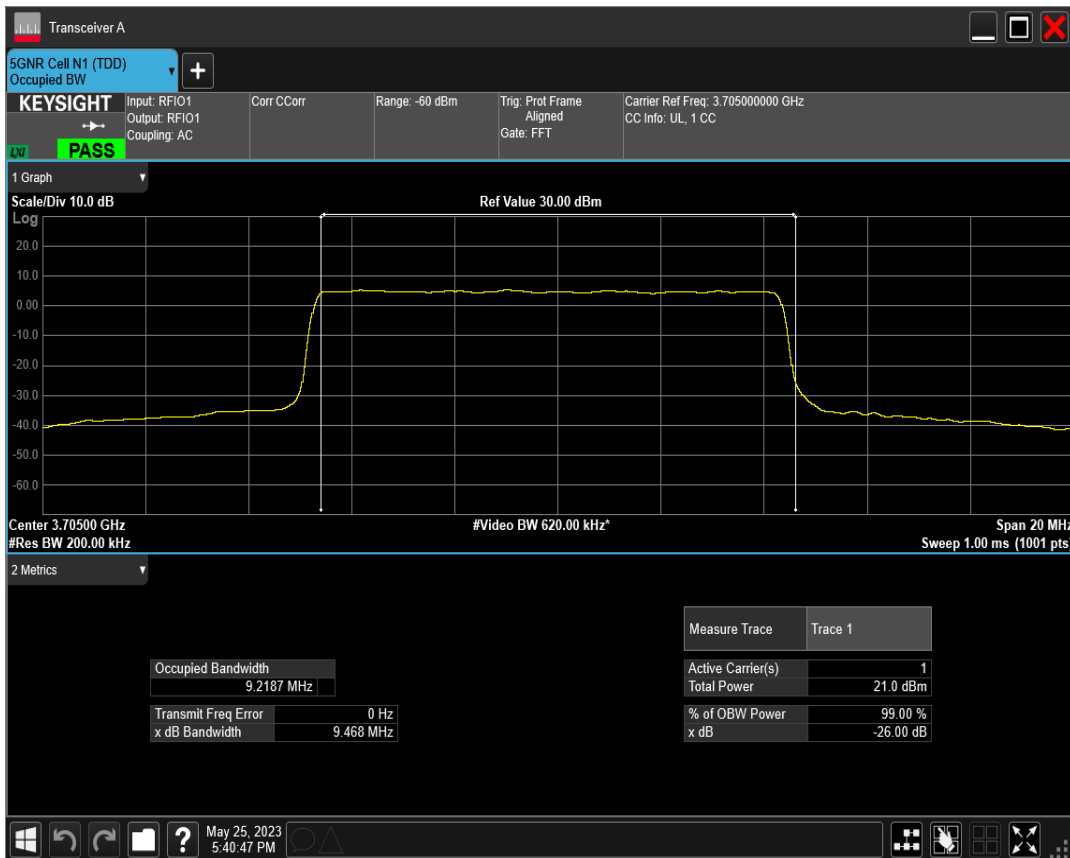 Transceiver A
5GNR Cell N1 (TDD)
Occupied BW
+
KEYSIGHT
LXI
PASS
Input: RFIO1
Output: RFIO1
Coupling: AC
Corr CCorr
Range: -60 dBm
Trig: Prot Frame
Aligned
Gate: FFT
Carrier Ref Freq: 3.705000000 GHz
CC Info: UL, 1 CC
1 Graph
Scale/Div 10.0 dB
Ref Value 30.00 dBm
Log
20.0
10.0
0.00
-10.0
-20.0
-30.0
-40.0
-50.0
-60.0
Center 3.70500 GHz
#Video BW 620.00 kHz*
Span 20 MHz
#Res BW 200.00 kHz
Sweep 1.00 ms (1001 pts)
2 Metrics
Measure Trace Trace 1
Occupied Bandwidth
9.2187 MHz
Active Carrier(s) 1
Total Power 21.0 dBm
Transmit Freq Error 0 Hz
x dB Bandwidth 9.468 MHz
% of OBW Power 99.00 %
x dB -26.00 dB
?
May 25, 2023
5:40:47 PM